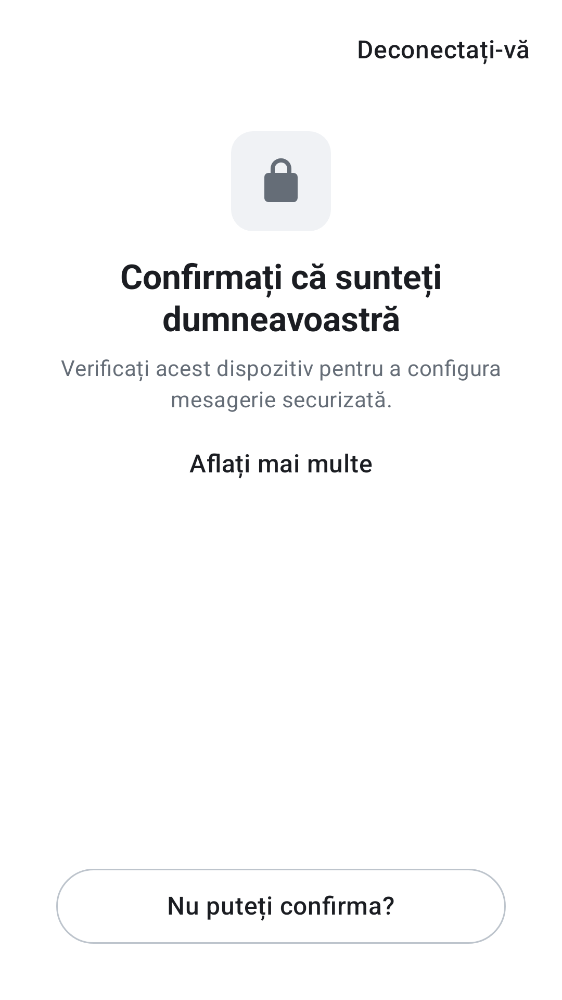 Deconectați-vă
Confirmați că sunteți
dumneavoastră
Verificați acest dispozitiv pentru a configura
mesagerie securizată.
Aflați mai multe
Nu puteți confirma?